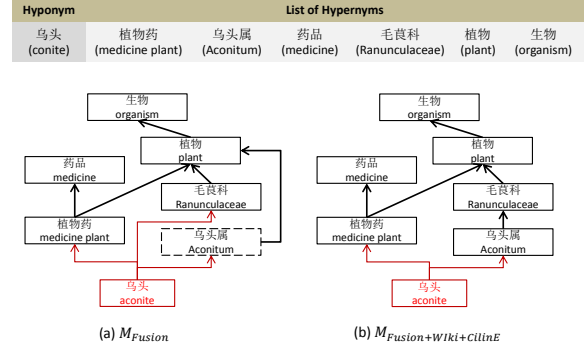 Hyponym List of Hypernyms
乌头 植物药 乌头属 药品 毛茛科 植物 生物
(conite) (medicine plant) (Aconitum) (medicine) (Ranunculaceae) (plant) (organism)
生物
organism
植物
plant
药品
medicine
毛茛科
Ranunculaceae
植物药
medicine plant
乌头属
Aconitum
乌头
aconite
(a) M_Fusion
生物
organism
植物
plant
药品
medicine
毛茛科
Ranunculaceae
植物药
medicine plant
乌头属
Aconitum
乌头
aconite
(b) M_Fusion+WIki+CilinE